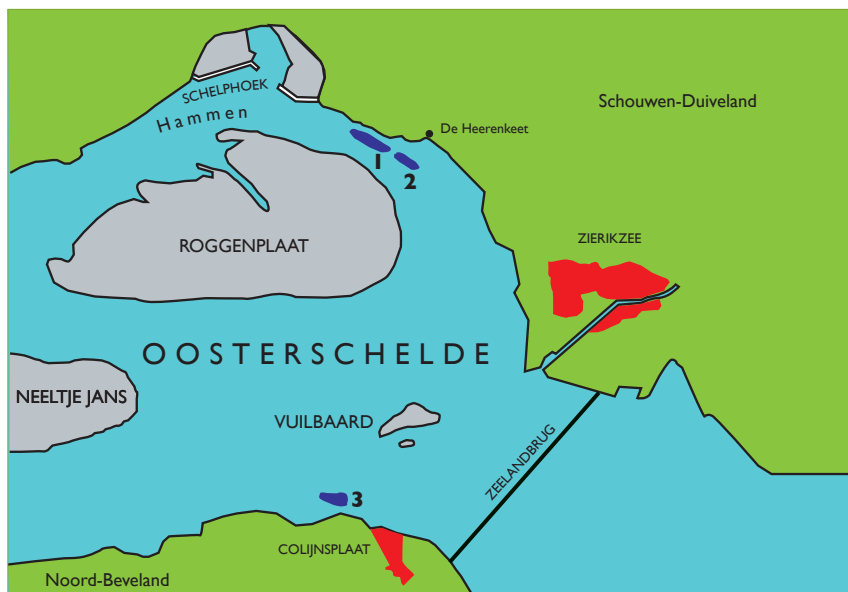 SCHELPHOEK
Hammen
Schouwen-Duiveland
De Heerenkeet
1
2
ROGGENPLAAT
ZIERIKZEE
OOSTERSCHELDE
NEELTJE JANS
VUILBAARD
ZEELANDBRUG
3
COLIJNSPLAAT
Noord-Beveland